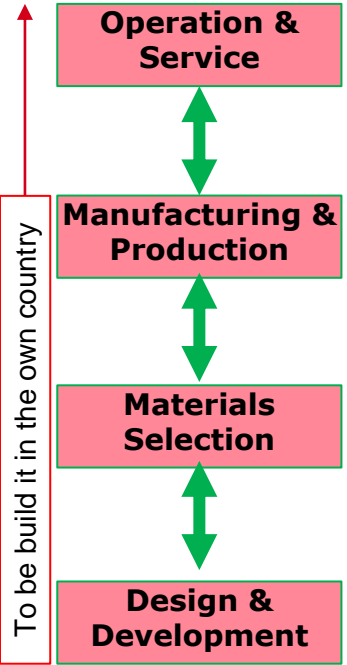 Operation &
Service
Manufacturing &
Production
Materials
Selection
Design &
Development
To be build it in the own country